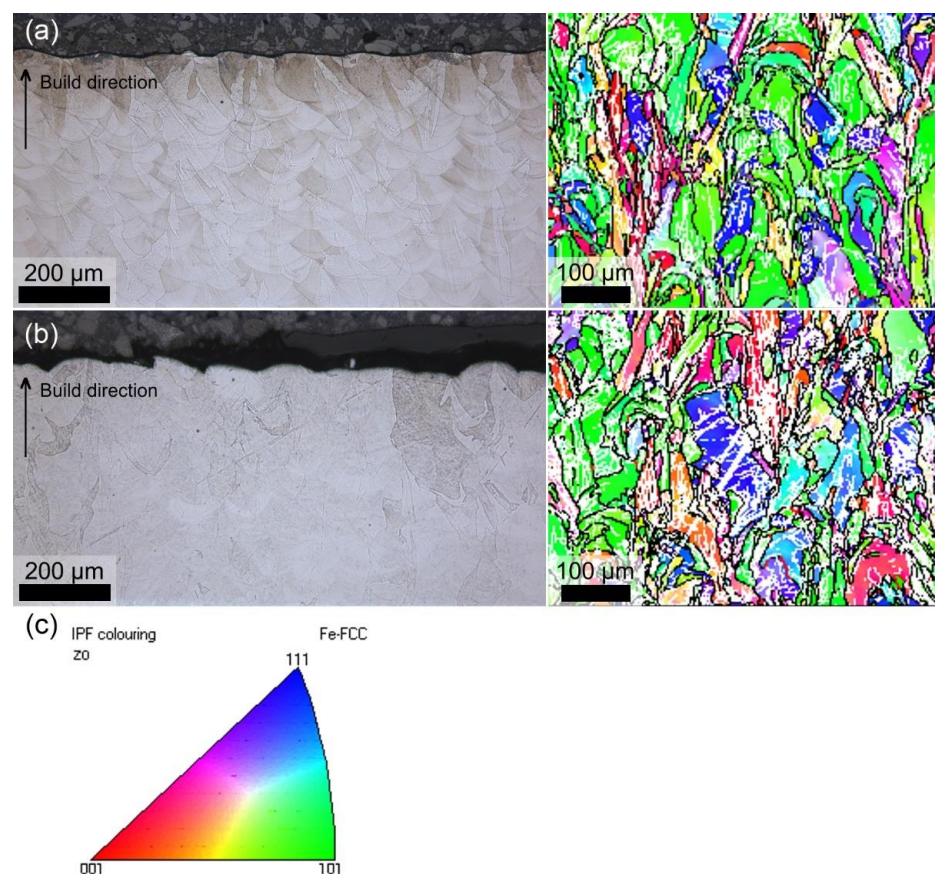 (a)
Build direction
200 µm
100 µm
(b)
Build direction
200 µm
100 µm
(c)
IPF colouring
Z0
Fe-FCC
111
001
101